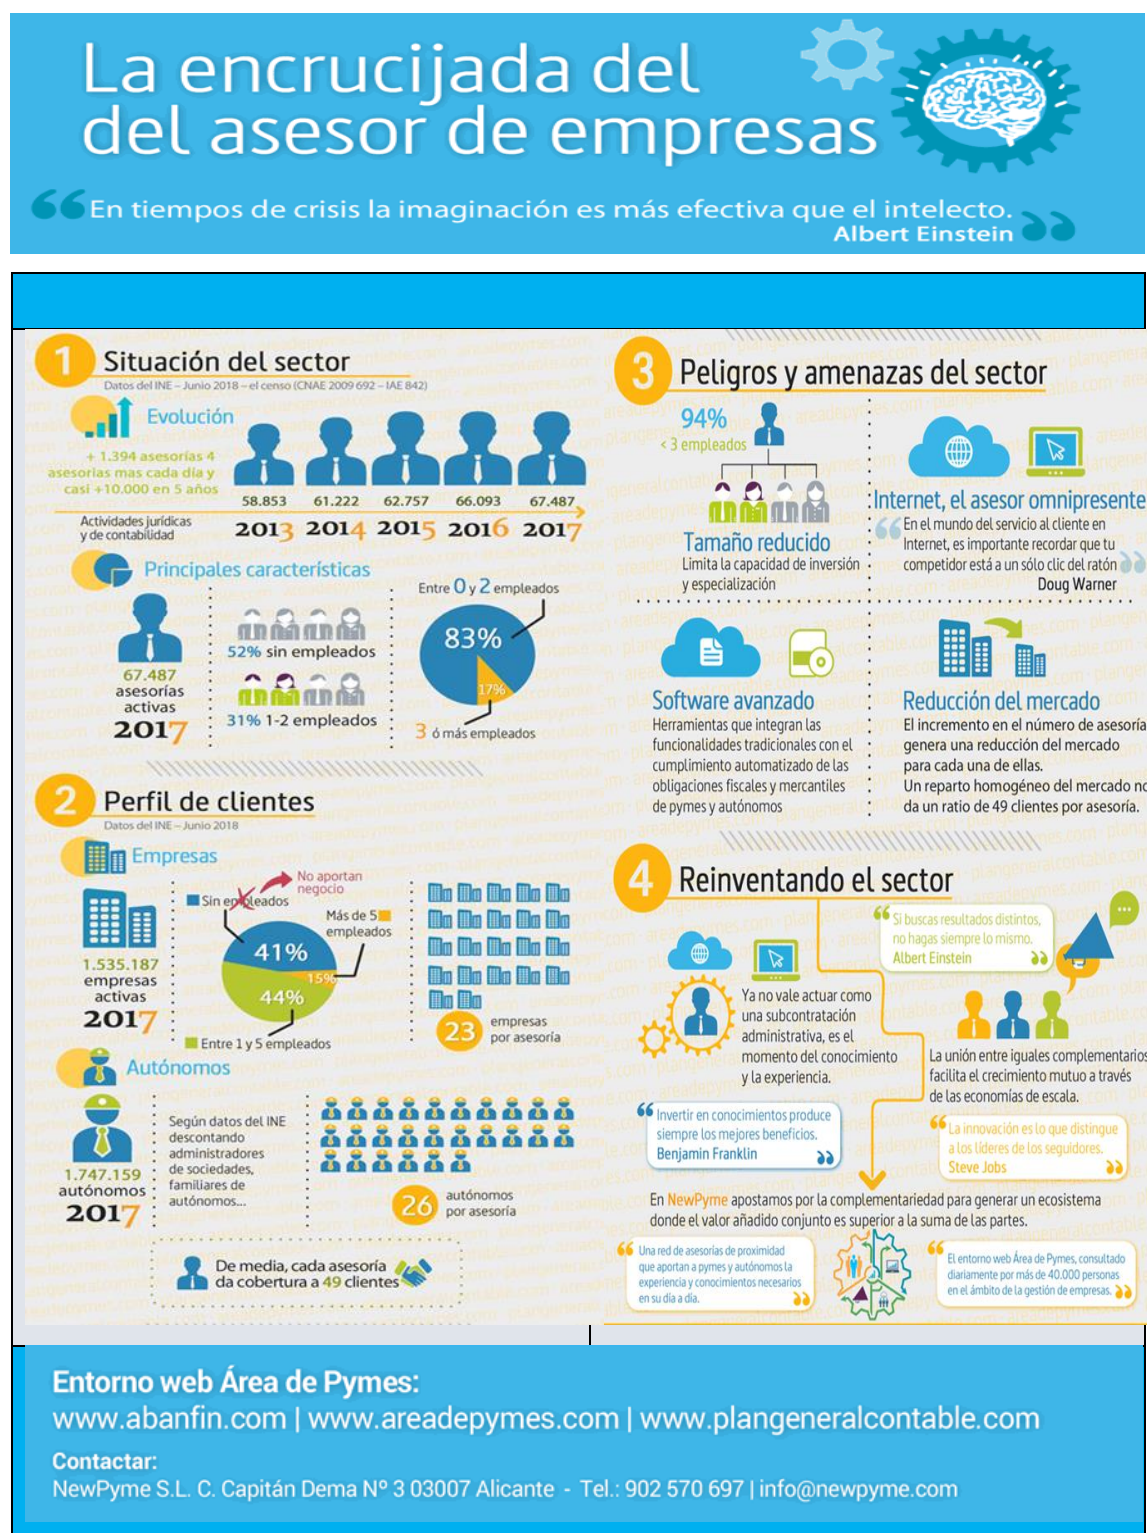 La encrucijada del
del asesor de empresas
En tiempos de crisis la imaginación es más efectiva que el intelecto.
Albert Einstein
1
Situación del sector
Datos del INE – Junio 2018 – el censo (CNAE 2009 692 – IAE 842)
Evolución
+ 1.394 asesorías 4
asesorias mas cada día y
casi +10.000 en 5 años
58.853
61.222
62.757
66.093
67.487
Actividades jurídicas
y de contabilidad
2013
2014
2015
2016
2017
Principales características
67.487
asesorías
activas
2017
52% sin empleados
31% 1-2 empleados
Entre 0 y 2 empleados
83%
17%
3 ó más empleados
2
Perfil de clientes
Datos del INE – Junio 2018
Empresas
1.535.187
empresas
activas
2017
No aportan
negocio
Sin empleados
Más de 5
empleados
41%
15%
44%
Entre 1 y 5 empleados
23
empresas
por asesoría
Autónomos
1.747.159
autónomos
2017
Según datos del INE
descontando
administradores
de sociedades,
familiares de
autónomos...
26
autónomos
por asesoría
De media, cada asesoría
da cobertura a 49 clientes
3
Peligros y amenazas del sector
94%
< 3 empleados
Tamaño reducido
Limita la capacidad de inversión
y especialización
Internet, el asesor omnipresente
En el mundo del servicio al cliente en
Internet, es importante recordar que tu
competidor está a un sólo clic del ratón
Doug Warner
Software avanzado
Herramientas que integran las
funcionalidades tradicionales con el
cumplimiento automatizado de las
obligaciones fiscales y mercantiles
de pymes y autónomos
Reducción del mercado
El incremento en el número de asesoría
genera una reducción del mercado
para cada una de ellas.
Un reparto homogéneo del mercado no
da un ratio de 49 clientes por asesoría.
4
Reinventando el sector
Si buscas resultados distintos,
no hagas siempre lo mismo.
Albert Einstein
Ya no vale actuar como
una subcontratación
administrativa, es el
momento del conocimiento
y la experiencia.
La unión entre iguales complementarios
facilita el crecimiento mutuo a través
de las economías de escala.
Invertir en conocimientos produce
siempre los mejores beneficios.
Benjamin Franklin
La innovación es lo que distingue
a los líderes de los seguidores.
Steve Jobs
En NewPyme apostamos por la complementariedad para generar un ecosistema
donde el valor añadido conjunto es superior a la suma de las partes.
Una red de asesorías de proximidad
que aportan a pymes y autónomos la
experiencia y conocimientos necesarios
en su día a día.
El entorno web Área de Pymes, consultado
diariamente por más de 40.000 personas
en el ámbito de la gestión de empresas.
Entorno web Área de Pymes:
www.abanfin.com | www.areadepymes.com | www.plangeneralcontable.com
Contactar:
NewPyme S.L. C. Capitán Dema Nº 3 03007 Alicante - Tel.: 902 570 697 | info@newpyme.com